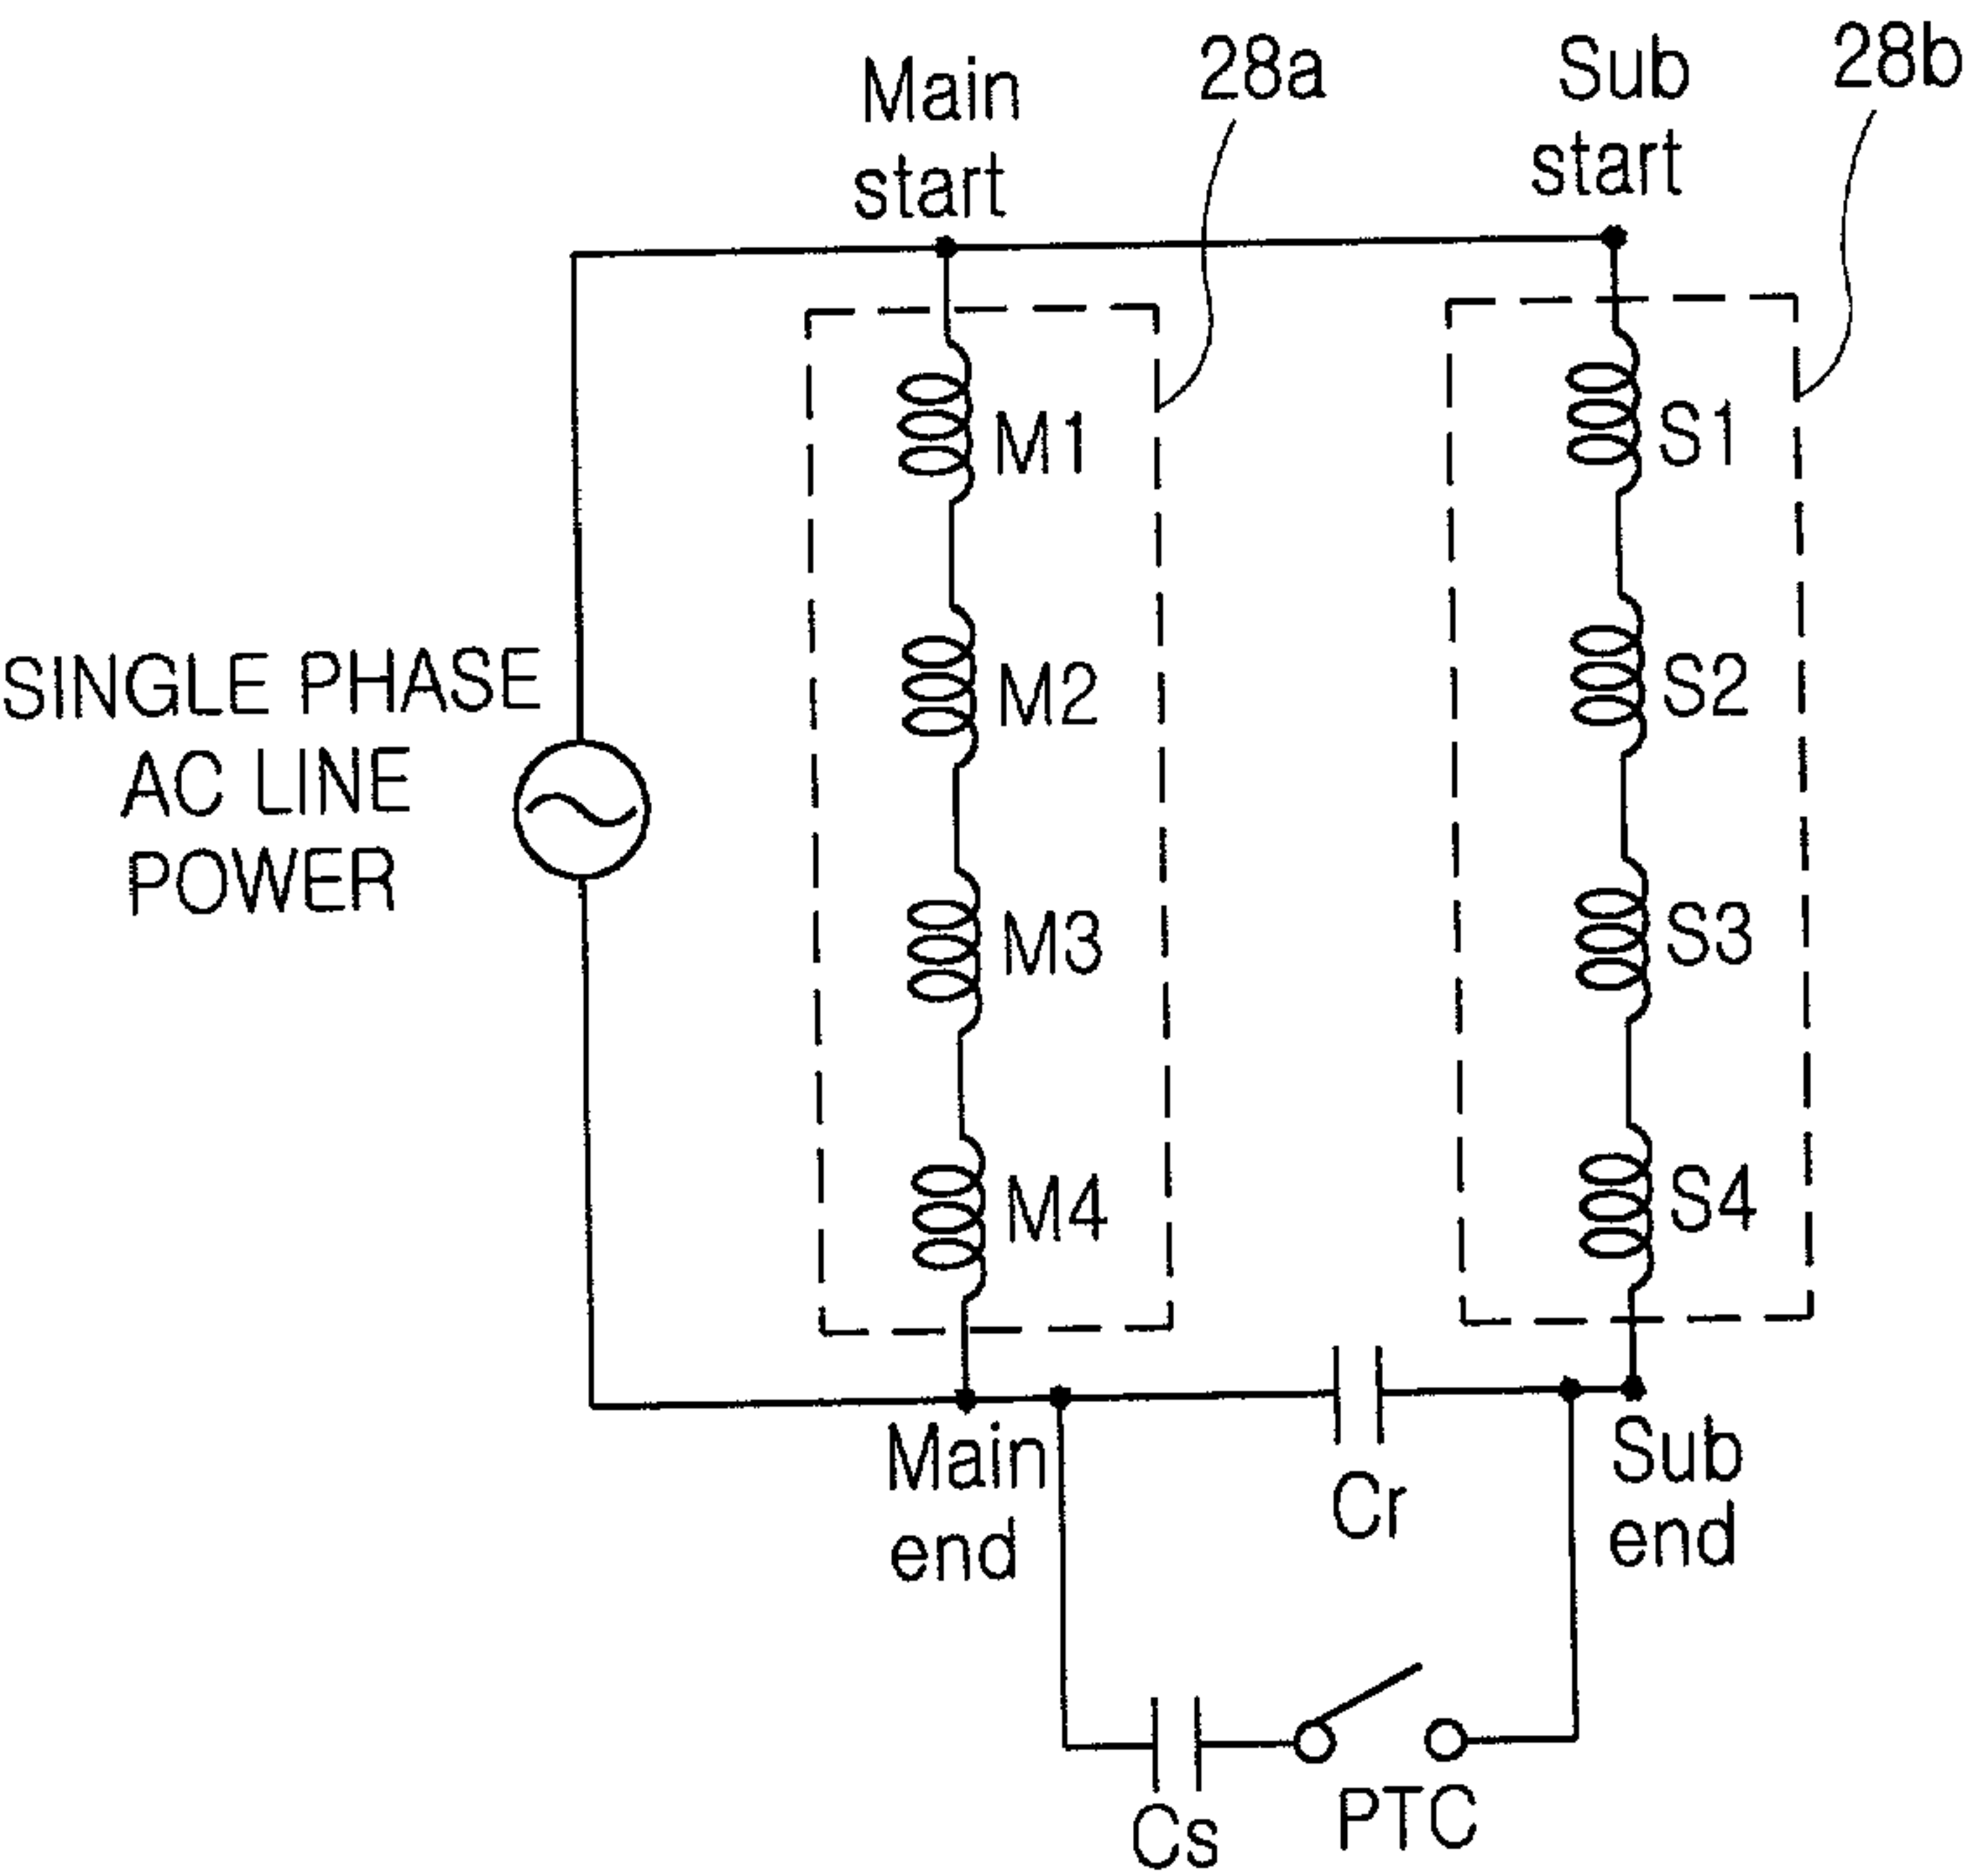 Main
start
28a
Sub
start
28b
M1
S1
SINGLE PHASE
AC LINE
POWER
M2
S2
M3
S3
M4
S4
Main
end
Cr
Sub
end
Cs
PTC